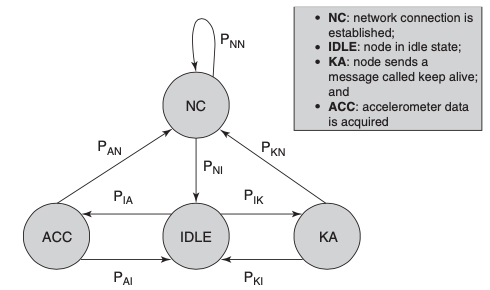 P_NN
NC
• NC: network connection is
established;
• IDLE: node in idle state;
• KA: node sends a
message called keep alive;
and
• ACC: accelerometer data
is acquired
P_AN
P_NI
P_KN
P_IA
P_IK
ACC
IDLE
KA
P_AI
P_KI